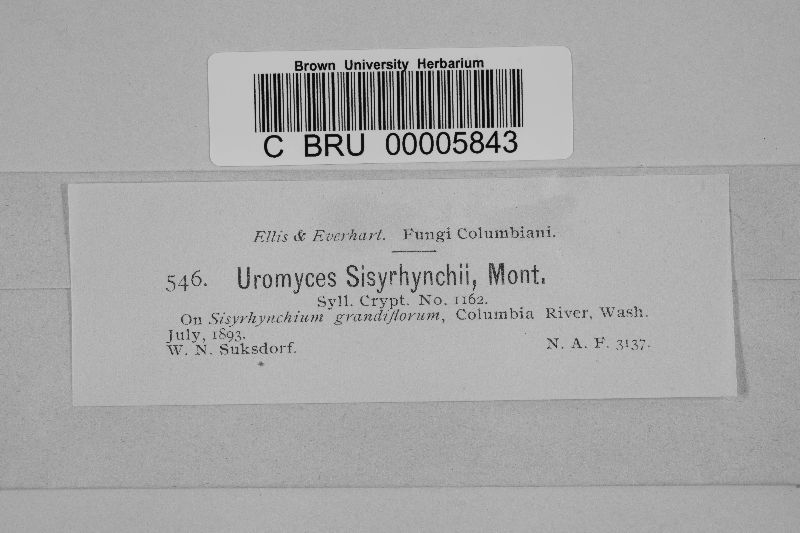 Brown University Herbarium
C BRU 00005843
Ellis & Everhart. Fungi Columbiani.
546. Uromyces Sisyrhynchii, Mont.
Syll. Crypt. No. 1162.
On Sisyrhynchium grandiflorum, Columbia River, Wash.
July, 1893.
W. N. Suksdorf. N. A. F. 3137.